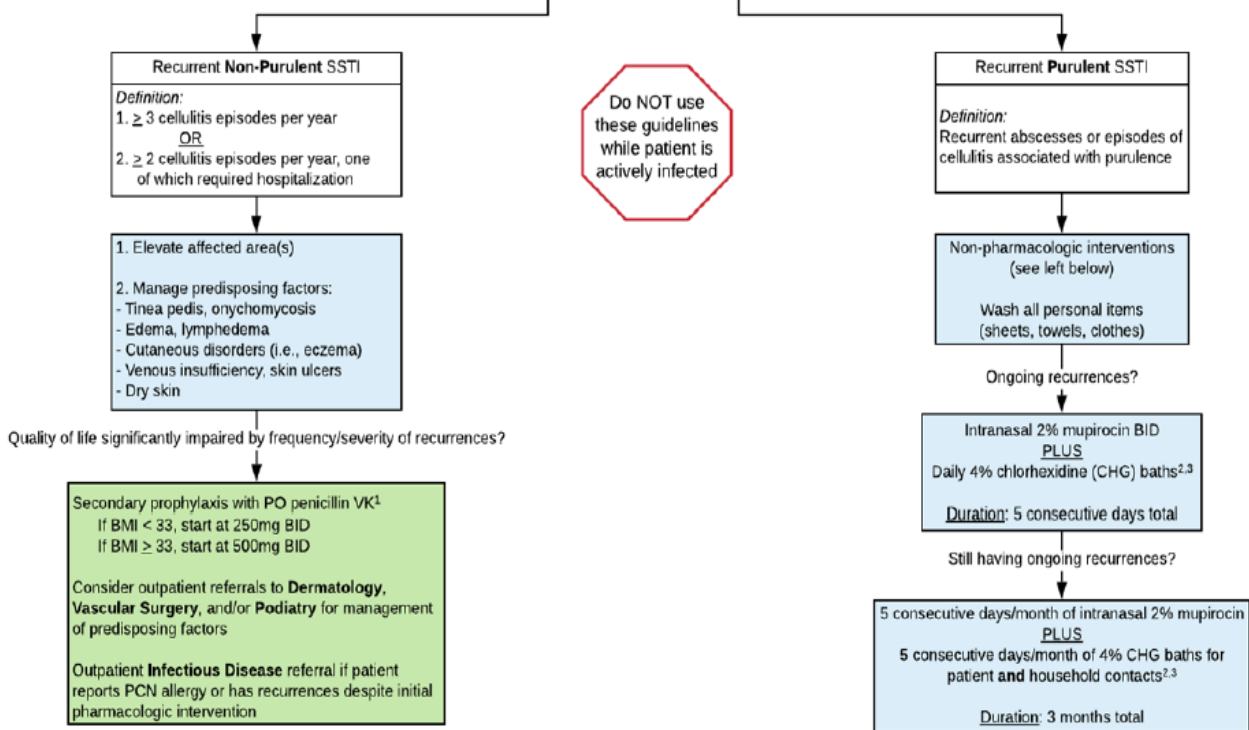 Recurrent Non-Purulent SSTI
Definition:
1. ≥ 3 cellulitis episodes per year
OR
2. ≥ 2 cellulitis episodes per year, one
of which required hospitalization
1. Elevate affected area(s)
2. Manage predisposing factors:
- Tinea pedis, onychomycosis
- Edema, lymphedema
- Cutaneous disorders (i.e., eczema)
- Venous insufficiency, skin ulcers
- Dry skin
Quality of life significantly impaired by frequency/severity of recurrences?
Secondary prophylaxis with PO penicillin VK¹
If BMI < 33, start at 250mg BID
If BMI ≥ 33, start at 500mg BID
Consider outpatient referrals to Dermatology,
Vascular Surgery, and/or Podiatry for management
of predisposing factors
Outpatient Infectious Disease referral if patient
reports PCN allergy or has recurrences despite initial
pharmacologic intervention
Do NOT use
these guidelines
while patient is
actively infected
Recurrent Purulent SSTI
Definition:
Recurrent abscesses or episodes of
cellulitis associated with purulence
Non-pharmacologic interventions
(see left below)
Wash all personal items
(sheets, towels, clothes)
Ongoing recurrences?
Intranasal 2% mupirocin BID
PLUS
Daily 4% chlorhexidine (CHG) baths²,³
Duration: 5 consecutive days total
Still having ongoing recurrences?
5 consecutive days/month of intranasal 2% mupirocin
PLUS
5 consecutive days/month of 4% CHG baths for
patient and household contacts²,³
Duration: 3 months total